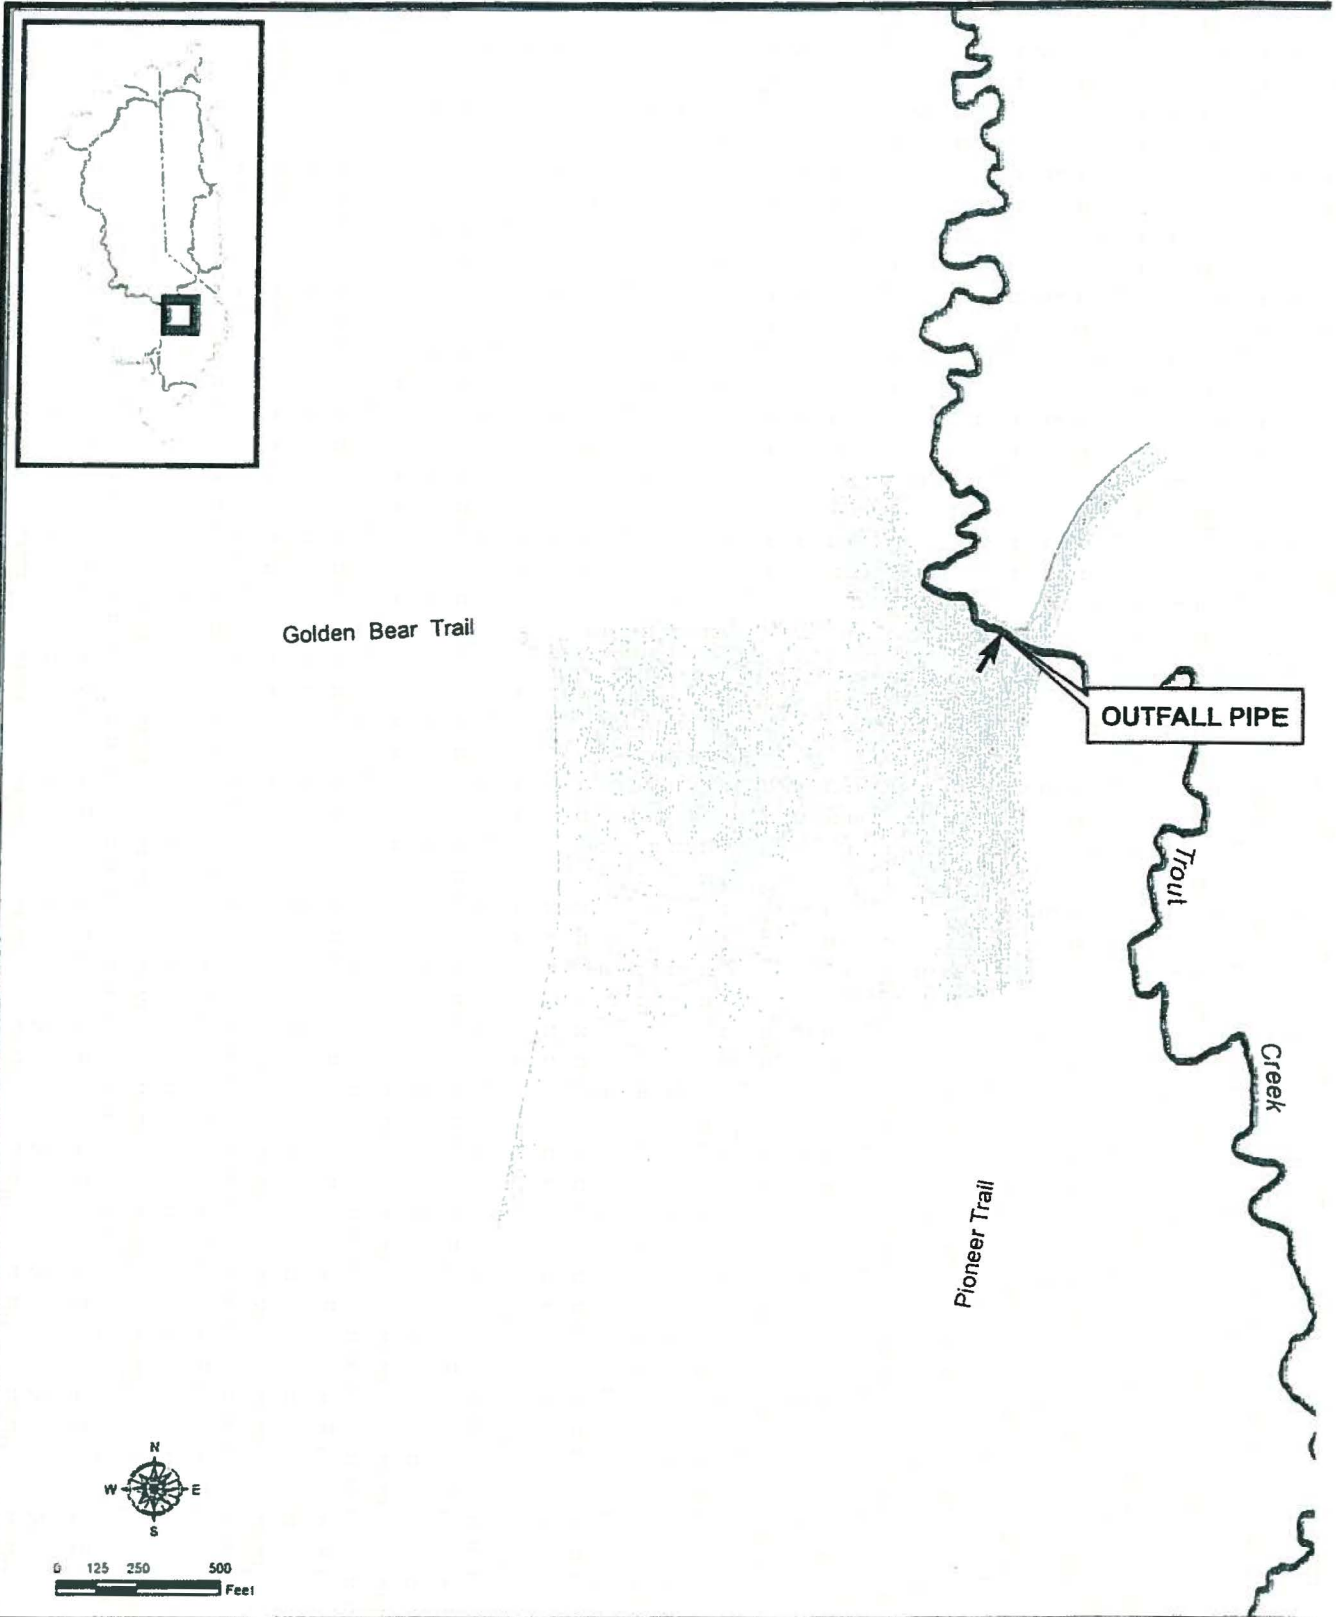 Golden Bear Trail
OUTFALL PIPE
Trout
Creek
Pioneer Trail
N
W
E
S
0 125 250 500
Feet